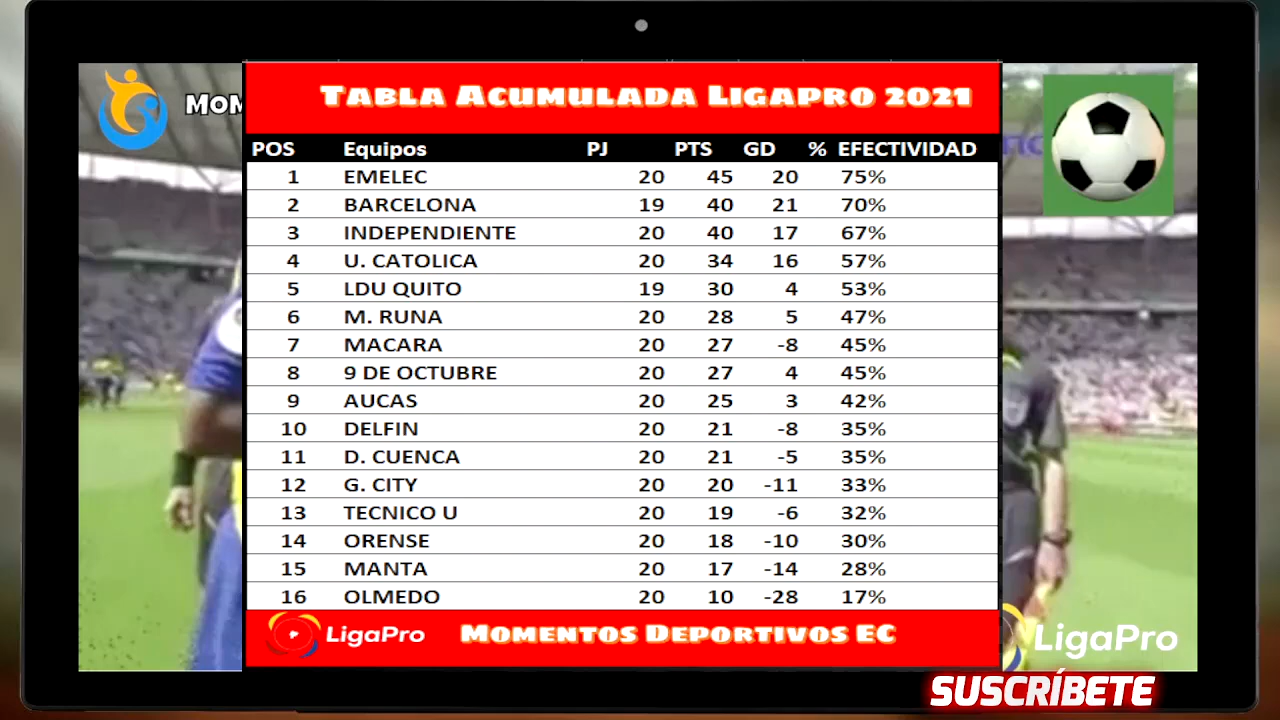 MOM
TABLA ACUMULADA LIGAPRO 2021
POS Equipos PJ PTS GD % EFECTIVIDAD
1 EMELEC 20 45 20 75%
2 BARCELONA 19 40 21 70%
3 INDEPENDIENTE 20 40 17 67%
4 U. CATOLICA 20 34 16 57%
5 LDU QUITO 19 30 4 53%
6 M. RUNA 20 28 5 47%
7 MACARA 20 27 -8 45%
8 9 DE OCTUBRE 20 27 4 45%
9 AUCAS 20 25 3 42%
10 DELFIN 20 21 -8 35%
11 D. CUENCA 20 21 -5 35%
12 G. CITY 20 20 -11 33%
13 TECNICO U 20 19 -6 32%
14 ORENSE 20 18 -10 30%
15 MANTA 20 17 -14 28%
16 OLMEDO 20 10 -28 17%
LigaPro MOMENTOS DEPORTIVOS EC
LigaPro
SUSCRÍBETE